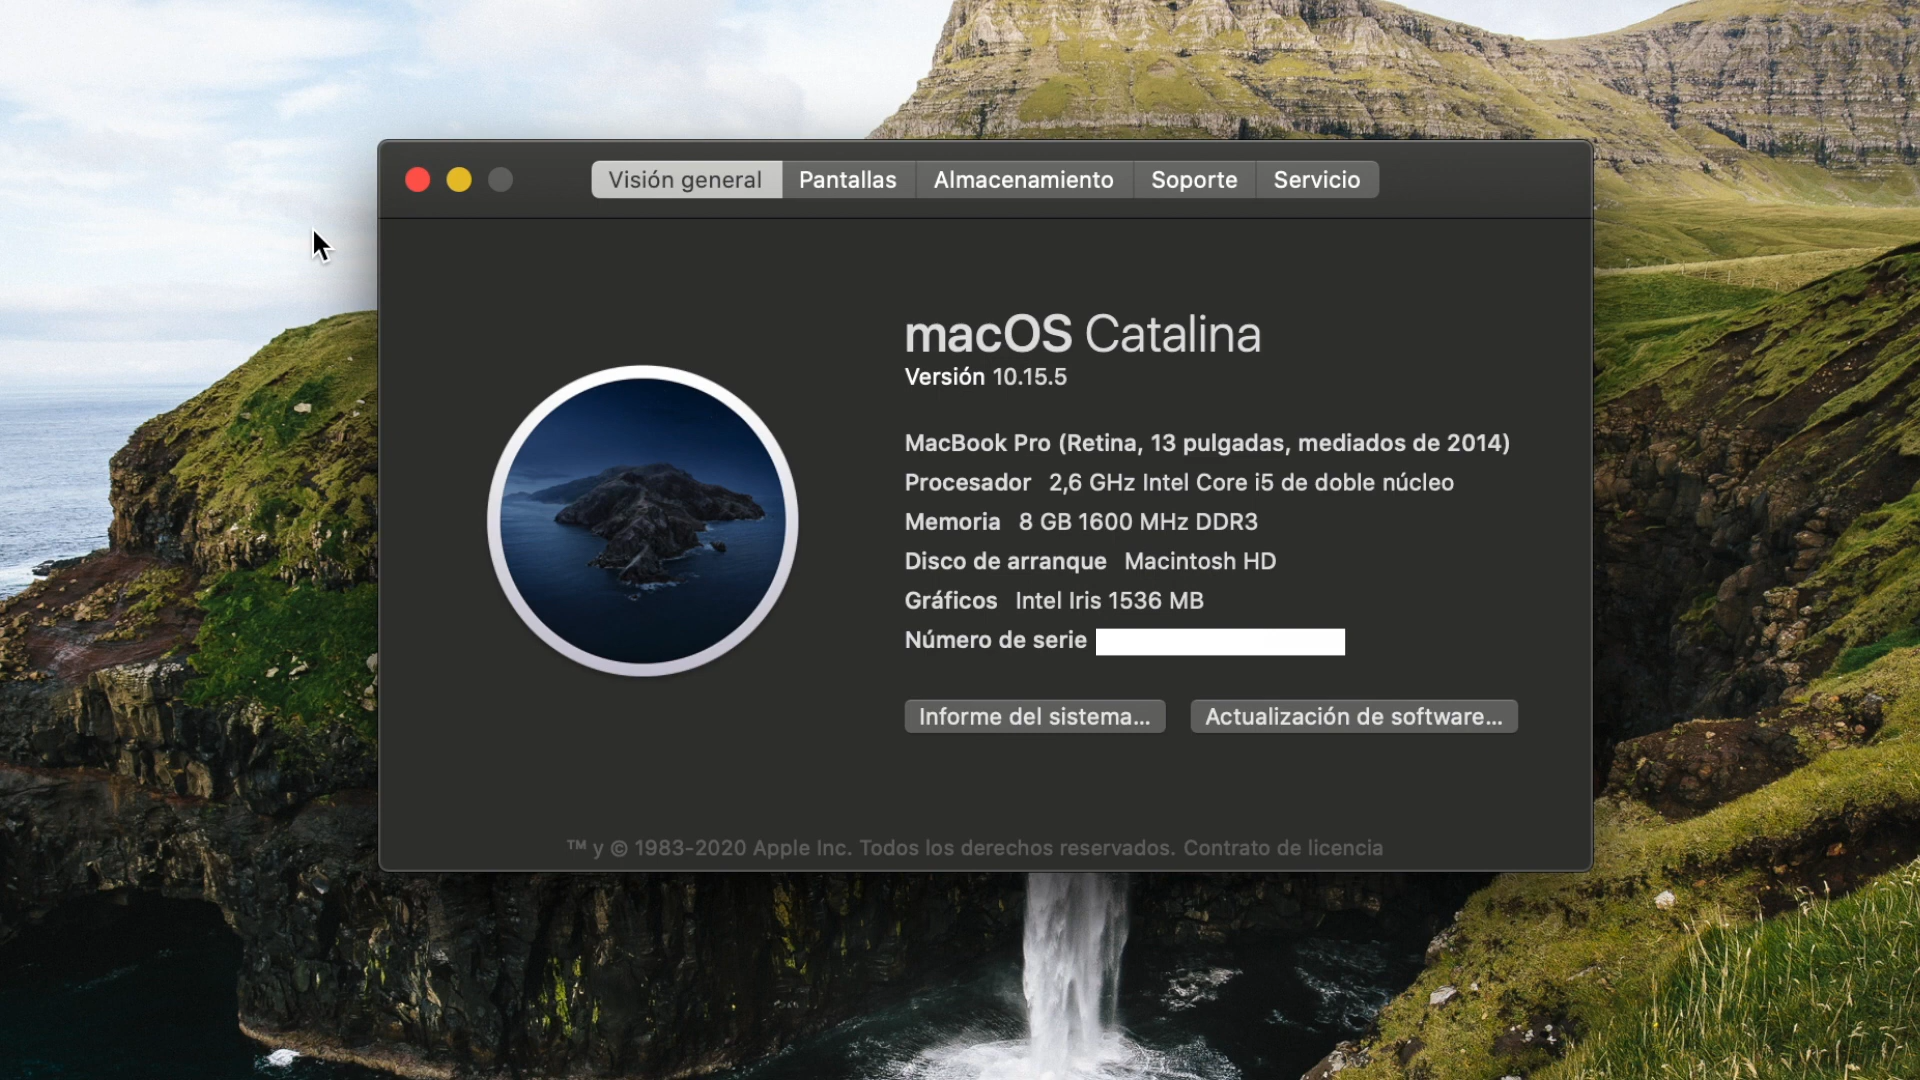 Visión general Pantallas Almacenamiento Soporte Servicio
macOS Catalina
Versión 10.15.5
MacBook Pro (Retina, 13 pulgadas, mediados de 2014)
Procesador 2,6 GHz Intel Core i5 de doble núcleo
Memoria 8 GB 1600 MHz DDR3
Disco de arranque Macintosh HD
Gráficos Intel Iris 1536 MB
Número de serie
Informe del sistema... Actualización de software...
™ y © 1983-2020 Apple Inc. Todos los derechos reservados. Contrato de licencia